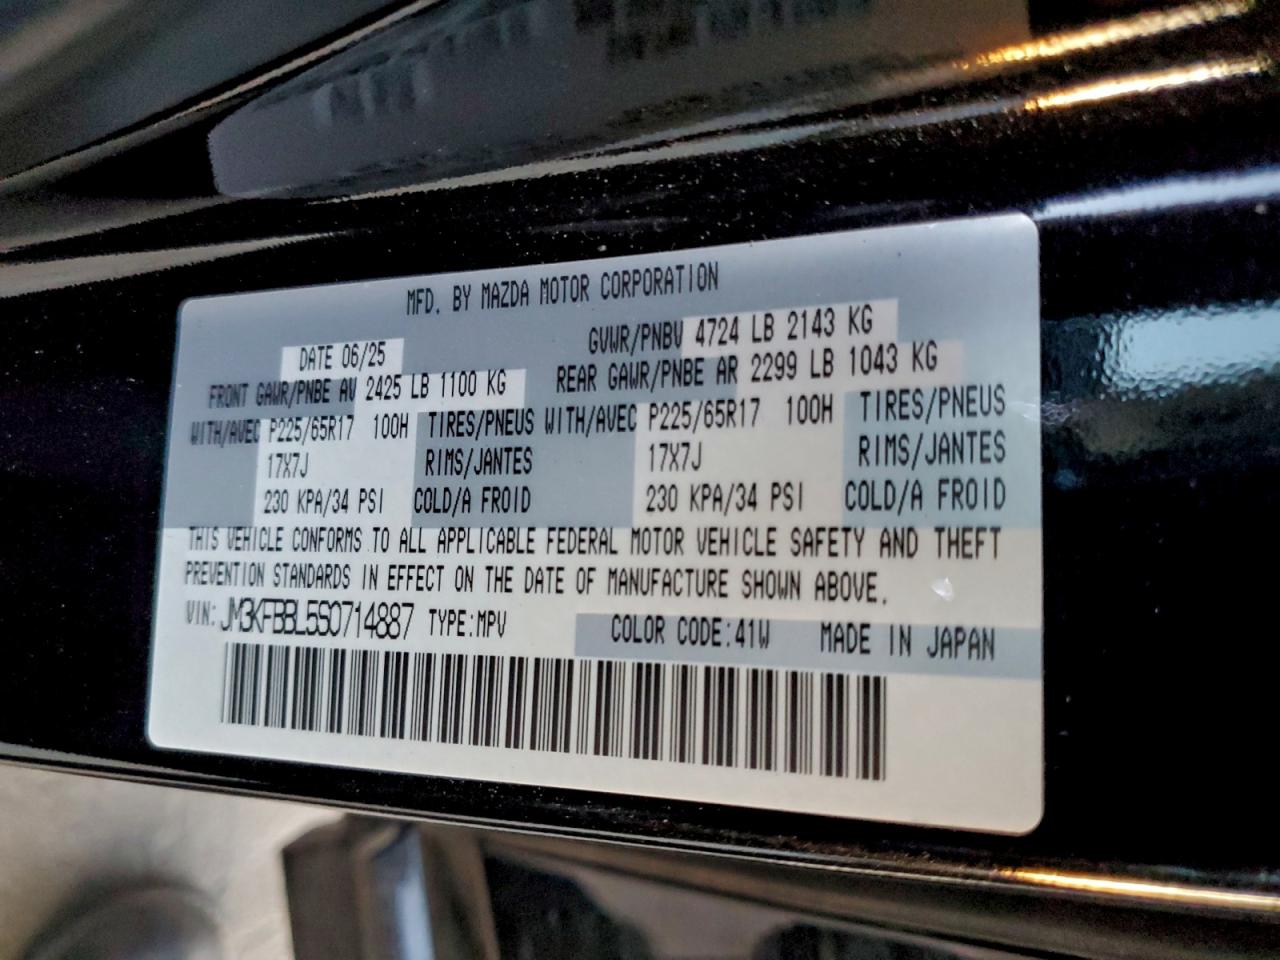 MFD. BY MAZDA MOTOR CORPORATION
DATE 06/25 GVWR/PNBV 4724 LB 2143 KG
FRONT GAWR/PNBE AV 2425 LB 1100 KG REAR GAWR/PNBE AR 2299 LB 1043 KG
WITH/AVEC P225/65R17 100H TIRES/PNEUS WITH/AVEC P225/65R17 100H TIRES/PNEUS
17X7J RIMS/JANTES 17X7J RIMS/JANTES
230 KPA/34 PSI COLD/A FROID 230 KPA/34 PSI COLD/A FROID
THIS VEHICLE CONFORMS TO ALL APPLICABLE FEDERAL MOTOR VEHICLE SAFETY AND THEFT
PREVENTION STANDARDS IN EFFECT ON THE DATE OF MANUFACTURE SHOWN ABOVE.
VIN: JM3KFBBL5S0714887 TYPE:MPV COLOR CODE:41W MADE IN JAPAN